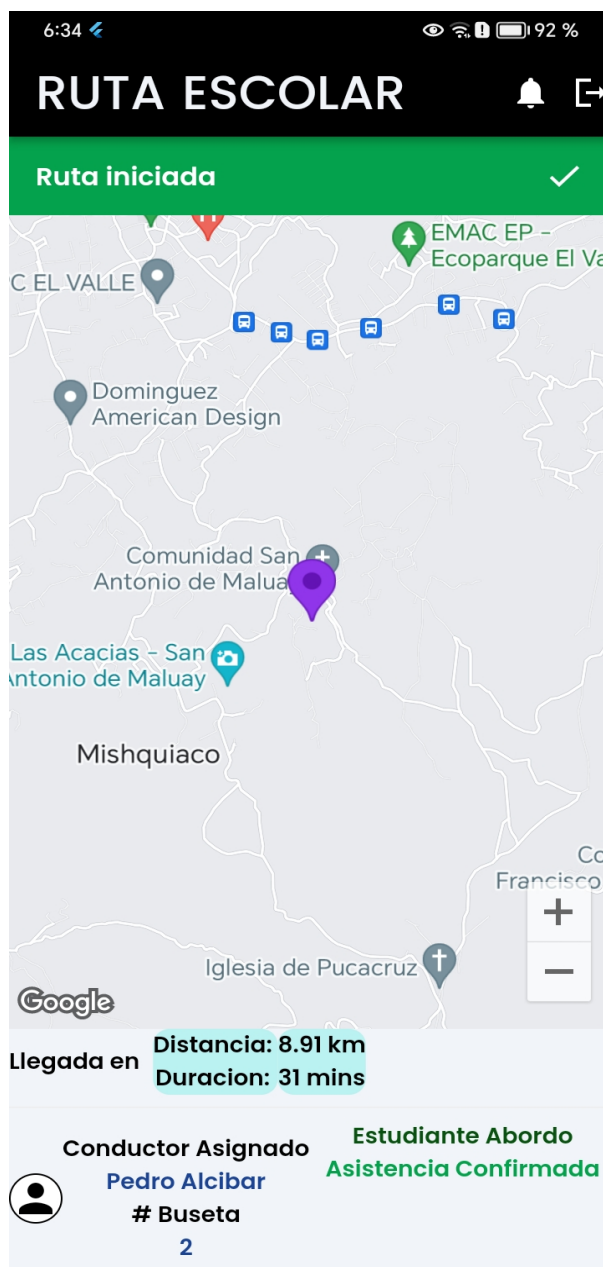 6:34 92 %
RUTA ESCOLAR
Ruta iniciada
EMAC EP -
Ecoparque El Va
C EL VALLE
Dominguez
American Design
Comunidad San
Antonio de Malua
Las Acacias - San
Antonio de Maluay
Mishquiaco
Co
Francisco
Iglesia de Pucacruz
Google
Llegada en
Distancia: 8.91 km
Duracion: 31 mins
Conductor Asignado
Pedro Alcibar
# Buseta
2
Estudiante Abordo
Asistencia Confirmada